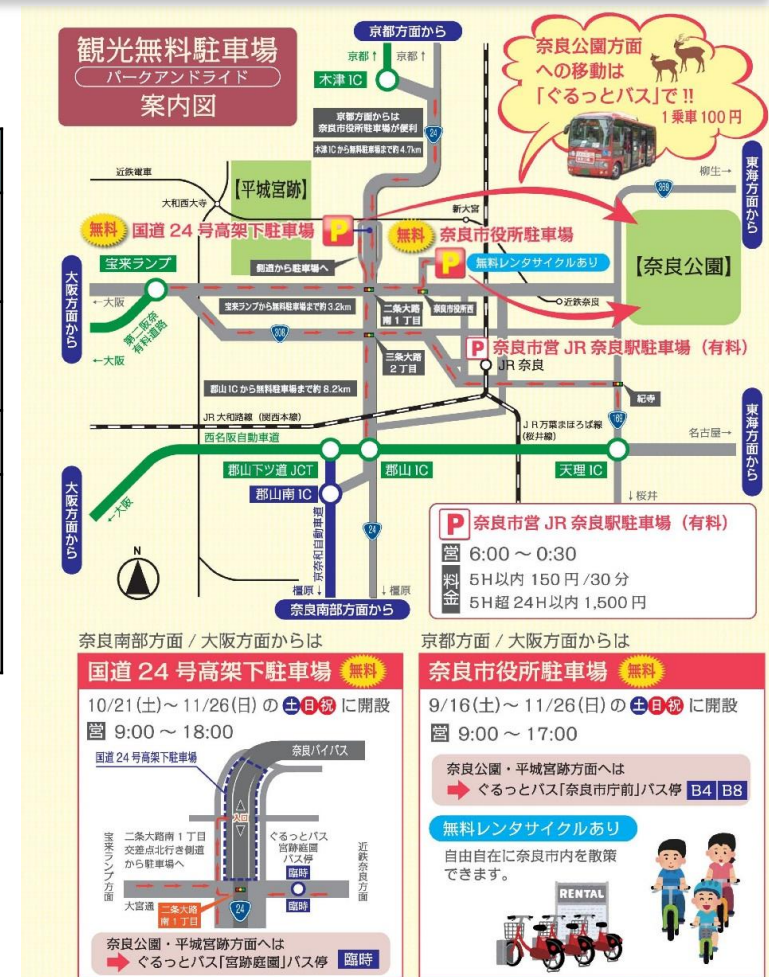 観光無料駐車場
パークアンドライド
案内図
京都方面から
京都↑
京都↑
木津IC
24
京都方面からは
奈良市役所駐車場が便利
木津ICから無料駐車場まで約4.7km
奈良公園方面
への移動は
「ぐるっとバス」で!!
1乗車100円
柳生→
369
東海方面から
近鉄電車
大和西大寺
【平城宮跡】
新大宮
無料
国道24号高架下駐車場
P
無料
奈良市役所駐車場
P
無料レンタサイクルあり
側道から駐車場へ
【奈良公園】
大阪方面から
宝来ランプ
←大阪
第二阪奈
有料道路
←大阪
宝来ランプから無料駐車場まで約3.2km
二条大路
南1丁目
奈良市役所西
近鉄奈良
308
三条大路
2丁目
P
奈良市営JR奈良駅駐車場(有料)
JR奈良
郡山ICから無料駐車場まで約8.2km
紀寺
169
JR大和路線(関西本線)
JR万葉まほろば線
(桜井線)
名古屋→
東海方面から
西名阪自動車道
郡山下ツ道JCT
郡山IC
天理IC
大阪方面から
←大阪
郡山南IC
京奈和自動車道
24
↓桜井
N
橿原↓
↓橿原
奈良南部方面から
P
奈良市営JR奈良駅駐車場(有料)
営 6:00~0:30
料金
5H以内 150円/30分
5H超24H以内 1,500円
奈良南部方面/大阪方面からは
国道24号高架下駐車場 無料
10/21(土)~11/26(日)の土日祝に開設
営 9:00~18:00
国道24号高架下駐車場
奈良バイパス
入口
宝来ランプ方面
二条大路南1丁目
交差点北行き側道
から駐車場へ
ぐるっとバス
宮跡庭園
バス停
臨時
近鉄奈良方面
大宮通
二条大路
南1丁目
24
臨時
奈良公園・平城宮跡方面へは
➡ ぐるっとバス「宮跡庭園」バス停 臨時
京都方面/大阪方面からは
奈良市役所駐車場 無料
9/16(土)~11/26(日)の土日祝に開設
営 9:00~17:00
奈良公園・平城宮跡方面へは
➡ ぐるっとバス「奈良市庁前」バス停 B4 B8
無料レンタサイクルあり
自由自在に奈良市内を散策
できます。
RENTAL